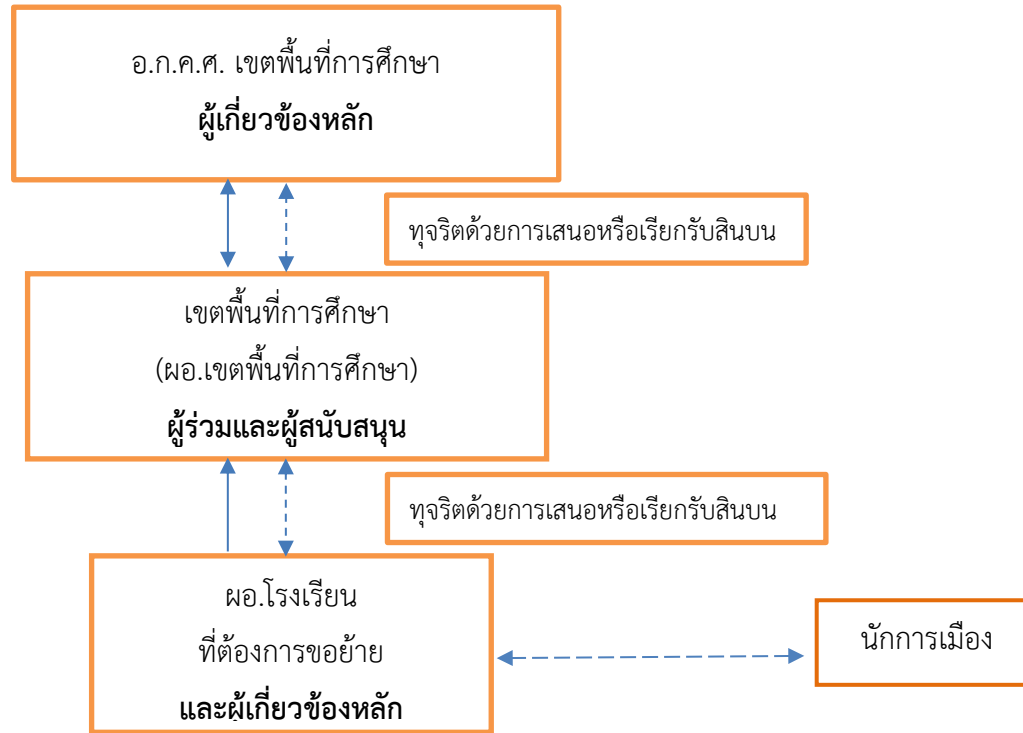 อ.ก.ค.ศ. เขตพื้นที่การศึกษา
ผู้เกี่ยวข้องหลัก
ทุจริตด้วยการเสนอหรือเรียกรับสินบน
เขตพื้นที่การศึกษา
(ผอ.เขตพื้นที่การศึกษา)
ผู้ร่วมและผู้สนับสนุน
ทุจริตด้วยการเสนอหรือเรียกรับสินบน
ผอ.โรงเรียน
ที่ต้องการขอย้าย
และผู้เกี่ยวข้องหลัก
นักการเมือง